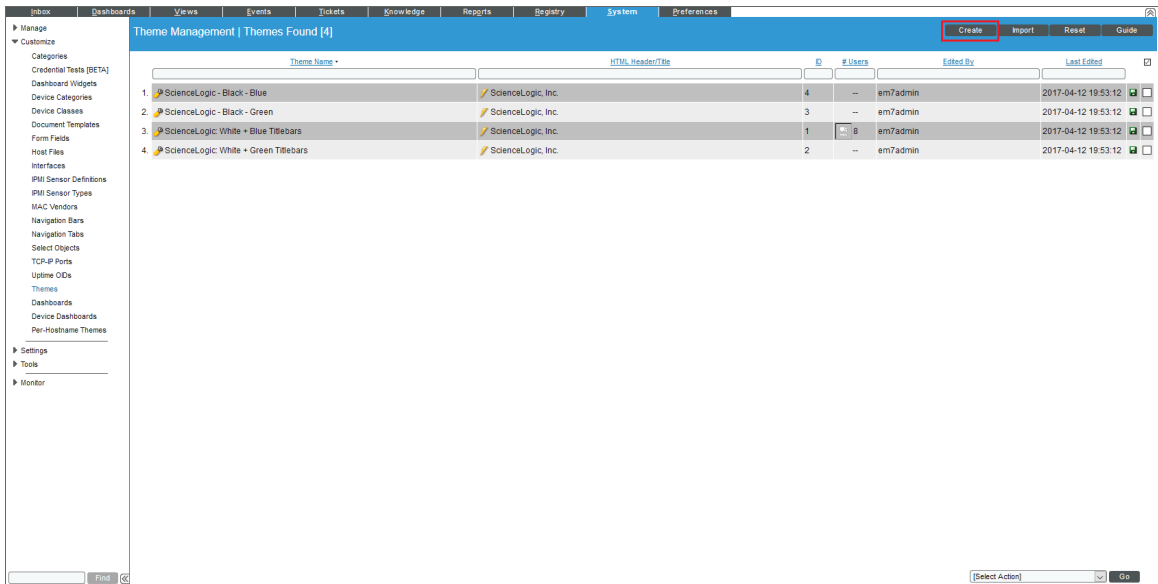 Inbox Dashboards Views Events Tickets Knowledge Reports Registry System Preferences
Manage
Customize
Categories
Credential Tests [BETA]
Dashboard Widgets
Device Categories
Device Classes
Document Templates
Form Fields
Host Files
Interfaces
IPMI Sensor Definitions
IPMI Sensor Types
MAC Vendors
Navigation Bars
Navigation Tabs
Select Objects
TCP-IP Ports
Uptime OIDs
Themes
Dashboards
Device Dashboards
Per-Hostname Themes
Settings
Tools
Monitor
Find
Theme Management | Themes Found [4] Create Import Reset Guide
Theme Name • HTML Header/Title ID # Users Edited By Last Edited
1. ScienceLogic - Black - Blue ScienceLogic, Inc. 4 -- em7admin 2017-04-12 19:53:12
2. ScienceLogic - Black - Green ScienceLogic, Inc. 3 -- em7admin 2017-04-12 19:53:12
3. ScienceLogic: White + Blue Titlebars ScienceLogic, Inc. 1 8 em7admin 2017-04-12 19:53:12
4. ScienceLogic: White + Green Titlebars ScienceLogic, Inc. 2 -- em7admin 2017-04-12 19:53:12
[Select Action] Go